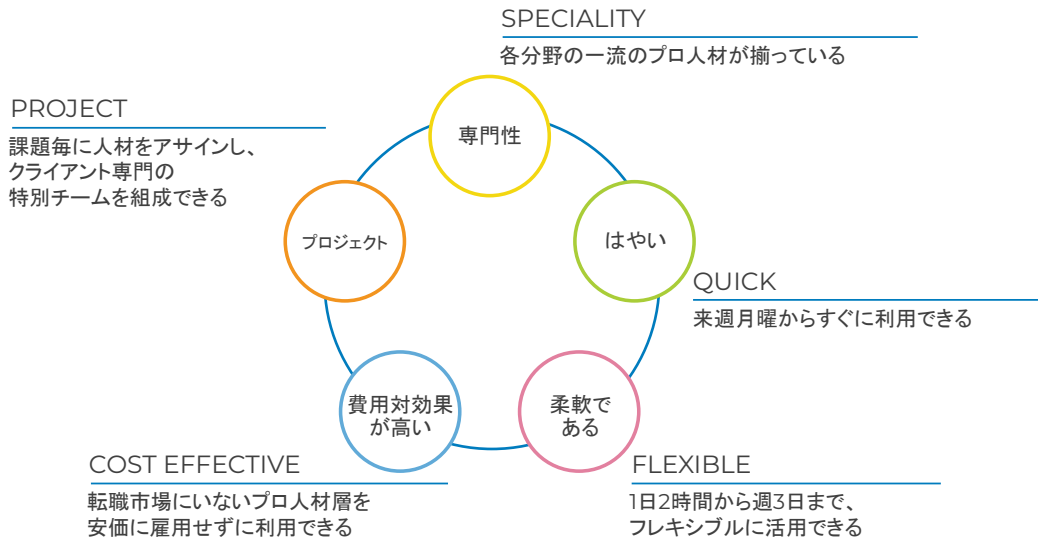 SPECIALITY
各分野の一流のプロ人材が揃っている
専門性
PROJECT
課題毎に人材をアサインし、
クライアント専門の
特別チームを組成できる
プロジェクト
はやい
QUICK
来週月曜からすぐに利用できる
費用対効果
が高い
COST EFFECTIVE
転職市場にいないプロ人材層を
安価に雇用せずに利用できる
柔軟で
ある
FLEXIBLE
1日2時間から週3日まで、
フレキシブルに活用できる